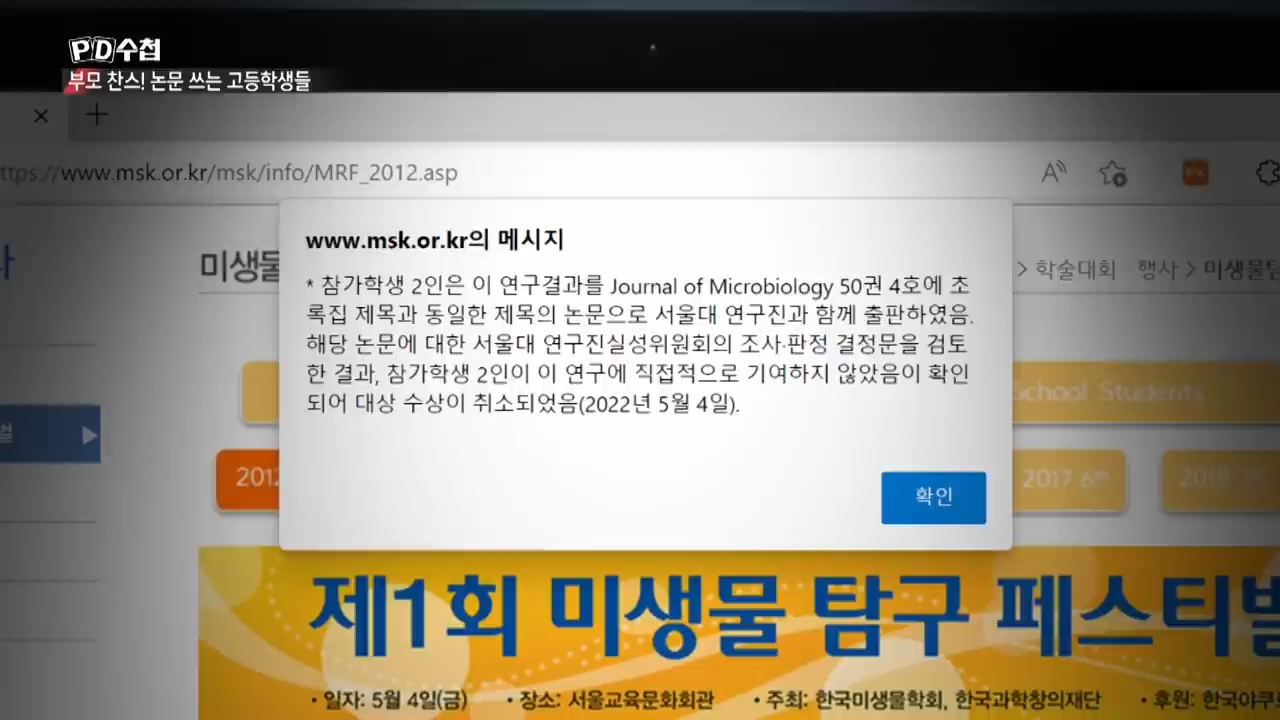 PD수첩
부모 찬스! 논문 쓰는 고등학생들
ttps://www.msk.or.kr/msk/info/MRF_2012.asp
www.msk.or.kr의 메시지
* 참가학생 2인은 이 연구결과를 Journal of Microbiology 50권 4호에 초
록집 제목과 동일한 제목의 논문으로 서울대 연구진과 함께 출판하였음.
해당 논문에 대한 서울대 연구진실성위원회의 조사·판정 결정문을 검토
한 결과, 참가학생 2인이 이 연구에 직접적으로 기여하지 않았음이 확인
되어 대상 수상이 취소되었음(2022년 5월 4일).
확인
미생물
> 학술대회 행사 > 미생물탐
School Students
2012
2017 6th
2018
제1회 미생물 탐구 페스티벌
• 일자: 5월 4일(금) • 장소: 서울교육문화회관 • 주최: 한국미생물학회, 한국과학창의재단 • 후원: 한국야쿠